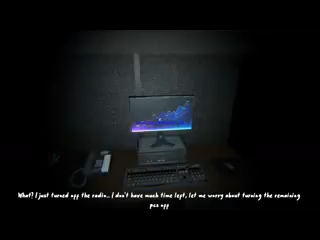 What? I just turned off the radio... I don't have much time left, let me worry about turning the remaining
pcs off